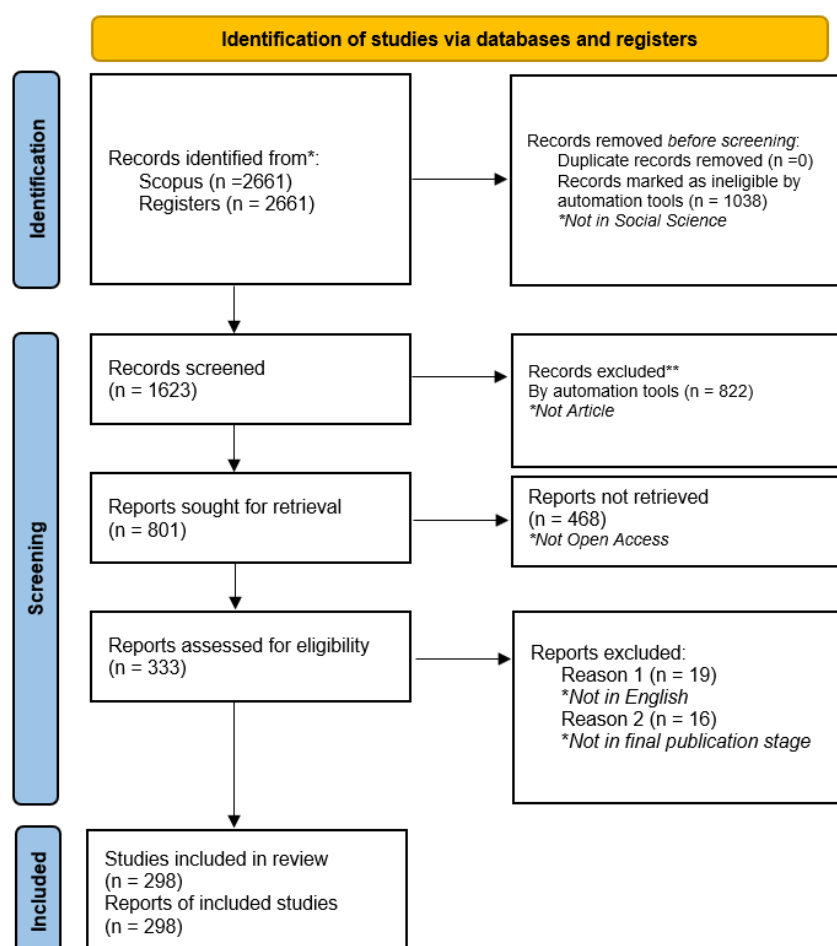 Identification of studies via databases and registers
Identification
Records identified from*:
Scopus (n =2661)
Registers (n = 2661)
Records removed before screening:
Duplicate records removed (n =0)
Records marked as ineligible by
automation tools (n = 1038)
*Not in Social Science
Screening
Records screened
(n = 1623)
Records excluded**
By automation tools (n = 822)
*Not Article
Reports sought for retrieval
(n = 801)
Reports not retrieved
(n = 468)
*Not Open Access
Reports assessed for eligibility
(n = 333)
Reports excluded:
Reason 1 (n = 19)
*Not in English
Reason 2 (n = 16)
*Not in final publication stage
Included
Studies included in review
(n = 298)
Reports of included studies
(n = 298)